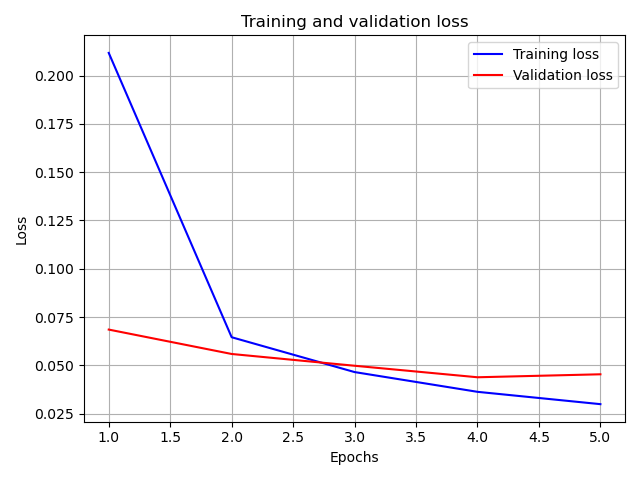 Training and validation loss
Training loss
Validation loss
0.200
0.175
0.150
0.125
0.100
0.075
0.050
0.025
Loss
1.0 1.5 2.0 2.5 3.0 3.5 4.0 4.5 5.0
Epochs